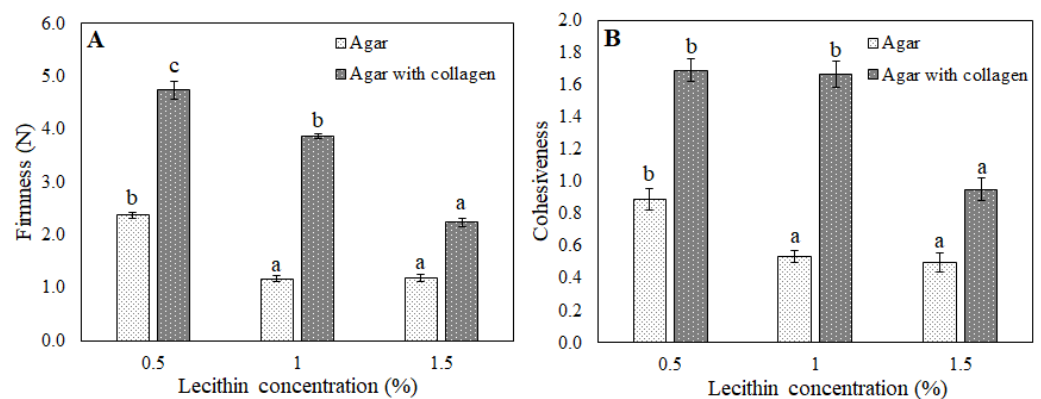 A
Agar
Agar with collagen
6.0
5.0
4.0
3.0
2.0
1.0
0.0
Firmness (N)
b
c
a
b
a
a
0.5
1
1.5
Lecithin concentration (%)
B
Agar
Agar with collagen
2.0
1.8
1.6
1.4
1.2
1.0
0.8
0.6
0.4
0.2
0.0
Cohesiveness
b
b
a
b
a
a
0.5
1
1.5
Lecithin concentration (%)